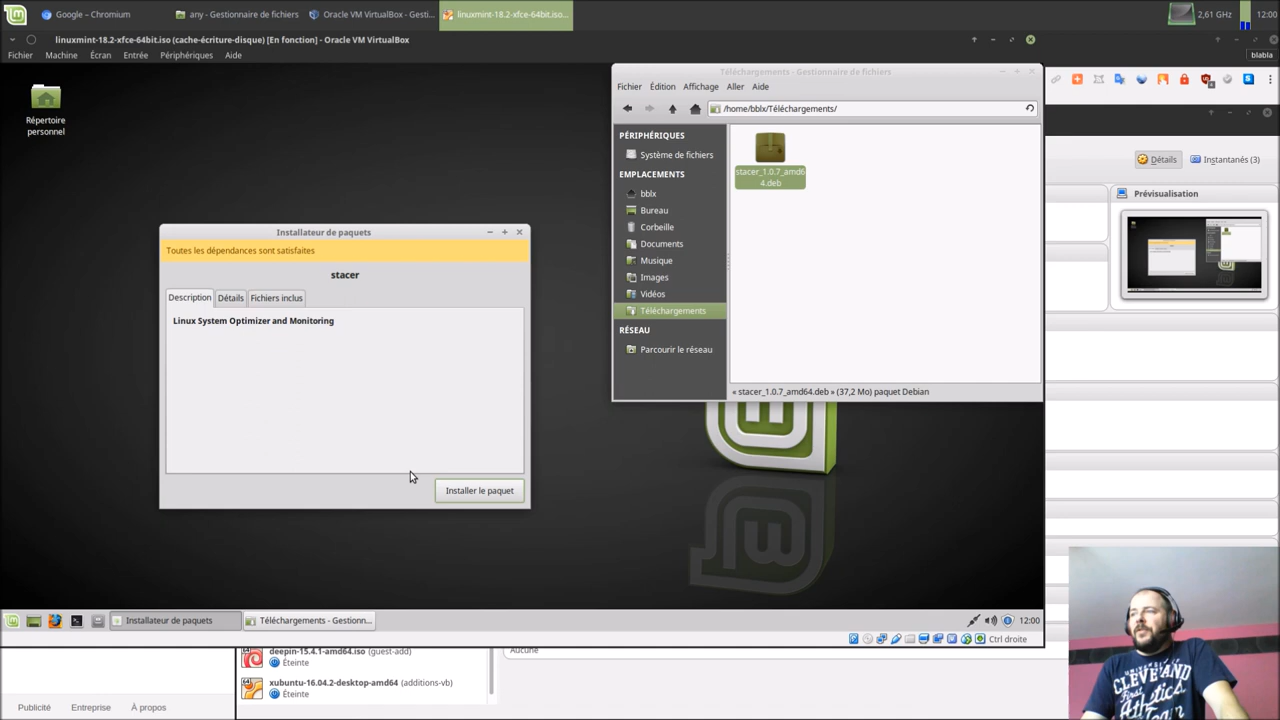 Google – Chromium
any - Gestionnaire de fichiers
Oracle VM VirtualBox – Gesti...
linuxmint-18.2-xfce-64bit.iso...
2,61 GHz
12:00
linuxmint-18.2-xfce-64bit.iso (cache-écriture-disque) [En fonction] - Oracle VM VirtualBox
Fichier Machine Écran Entrée Périphériques Aide
blabla
Répertoire
personnel
Téléchargements - Gestionnaire de fichiers
Fichier Édition Affichage Aller Aide
/home/bblx/Téléchargements/
PÉRIPHÉRIQUES
Système de fichiers
EMPLACEMENTS
bblx
Bureau
Corbeille
Documents
Musique
Images
Vidéos
Téléchargements
RÉSEAU
Parcourir le réseau
stacer_1.0.7_amd6
4.deb
« stacer_1.0.7_amd64.deb » (37,2 Mo) paquet Debian
Détails
Instantanés (3)
Prévisualisation
Installateur de paquets
Toutes les dépendances sont satisfaites
stacer
Description Détails Fichiers inclus
Linux System Optimizer and Monitoring
Installer le paquet
Installateur de paquets
Téléchargements - Gestionn...
12:00
Ctrl droite
deepin-15.4.1-amd64.iso (guest-add)
Éteinte
xubuntu-16.04.2-desktop-amd64 (additions-vb)
Éteinte
Aucune
Publicité Entreprise À propos
CLEVELAND
Athletics
Team